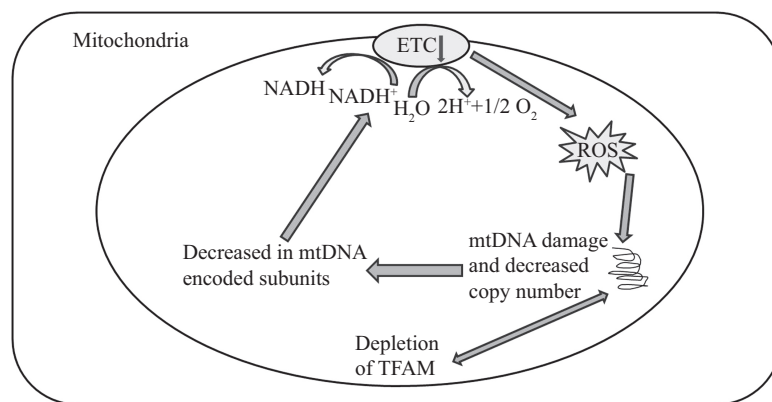 Mitochondria
ETC
NADH
NADH⁺
H₂O
2H⁺+1/2 O₂
ROS
mtDNA damage
and decreased
copy number
Decreased in mtDNA
encoded subunits
Depletion
of TFAM